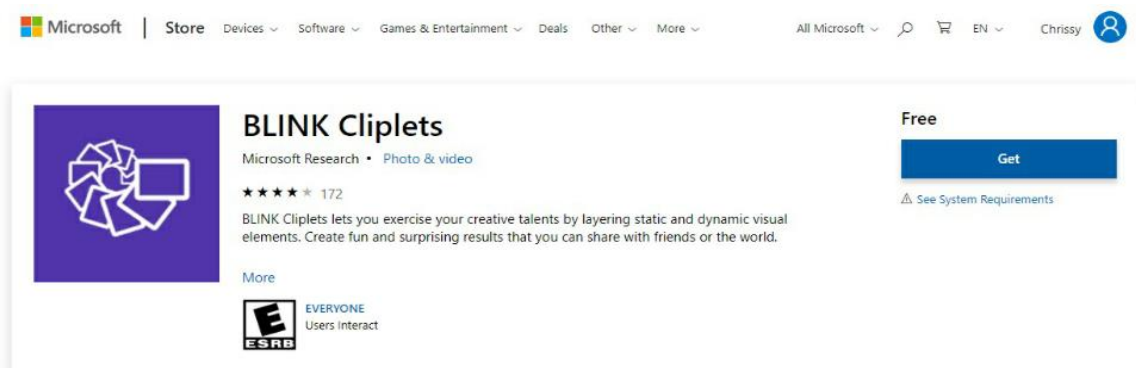 Microsoft | Store Devices Software Games & Entertainment Deals Other More All Microsoft EN Chrissy
BLINK Cliplets
Microsoft Research • Photo & video
172
BLINK Cliplets lets you exercise your creative talents by layering static and dynamic visual
elements. Create fun and surprising results that you can share with friends or the world.
More
E
ESRB
EVERYONE
Users Interact
Free
Get
See System Requirements